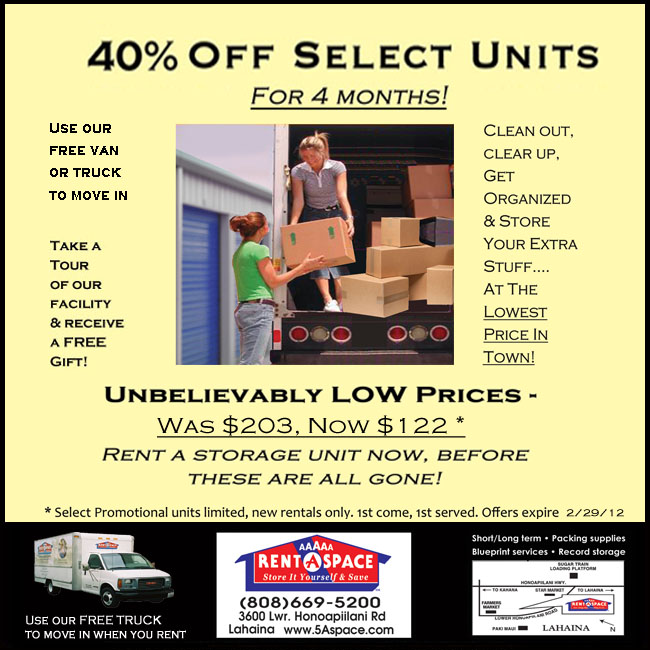 40% OFF SELECT UNITS
FOR 4 MONTHS!
USE OUR
FREE VAN
OR TRUCK
TO MOVE IN
TAKE A
TOUR
OF OUR
FACILITY
& RECEIVE
A FREE
GIFT!
CLEAN OUT,
CLEAR UP,
GET
ORGANIZED
& STORE
YOUR EXTRA
STUFF....
AT THE
LOWEST
PRICE IN
TOWN!
UNBELIEVABLY LOW PRICES -
WAS $203, NOW $122 *
RENT A STORAGE UNIT NOW, BEFORE
THESE ARE ALL GONE!
* Select Promotional units limited, new rentals only. 1st come, 1st served. Offers expire 2/29/12
USE OUR FREE TRUCK
TO MOVE IN WHEN YOU RENT
AAAAA
RENT A SPACE
Store It Yourself & Save
(808)669-5200
3600 Lwr. Honoapiilani Rd
Lahaina www.5Aspace.com
Short/Long term • Packing supplies
Blueprint services • Record storage
SUGAR TRAIN
LOADING PLATFORM
HONOAPIILANI HWY.
TO KAHANA
STAR MARKET
TO LAHAINA
FARMERS
MARKET
RENT A SPACE
LOWER HONOAPIILANI ROAD
PAKI MAUI
LAHAINA
N